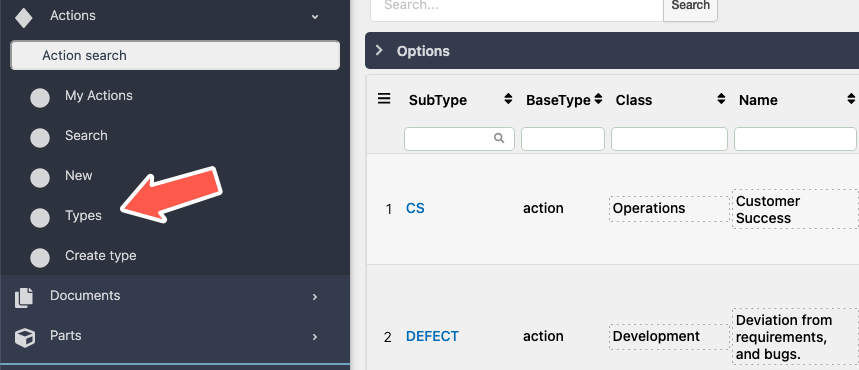 Actions
Action search
My Actions
Search
New
Types
Create type
Documents
Parts
Search...
Search
Options
SubType BaseType Class Name
1 CS action Operations Customer
Success
2 DEFECT action Development Deviation from
requirements,
and bugs.